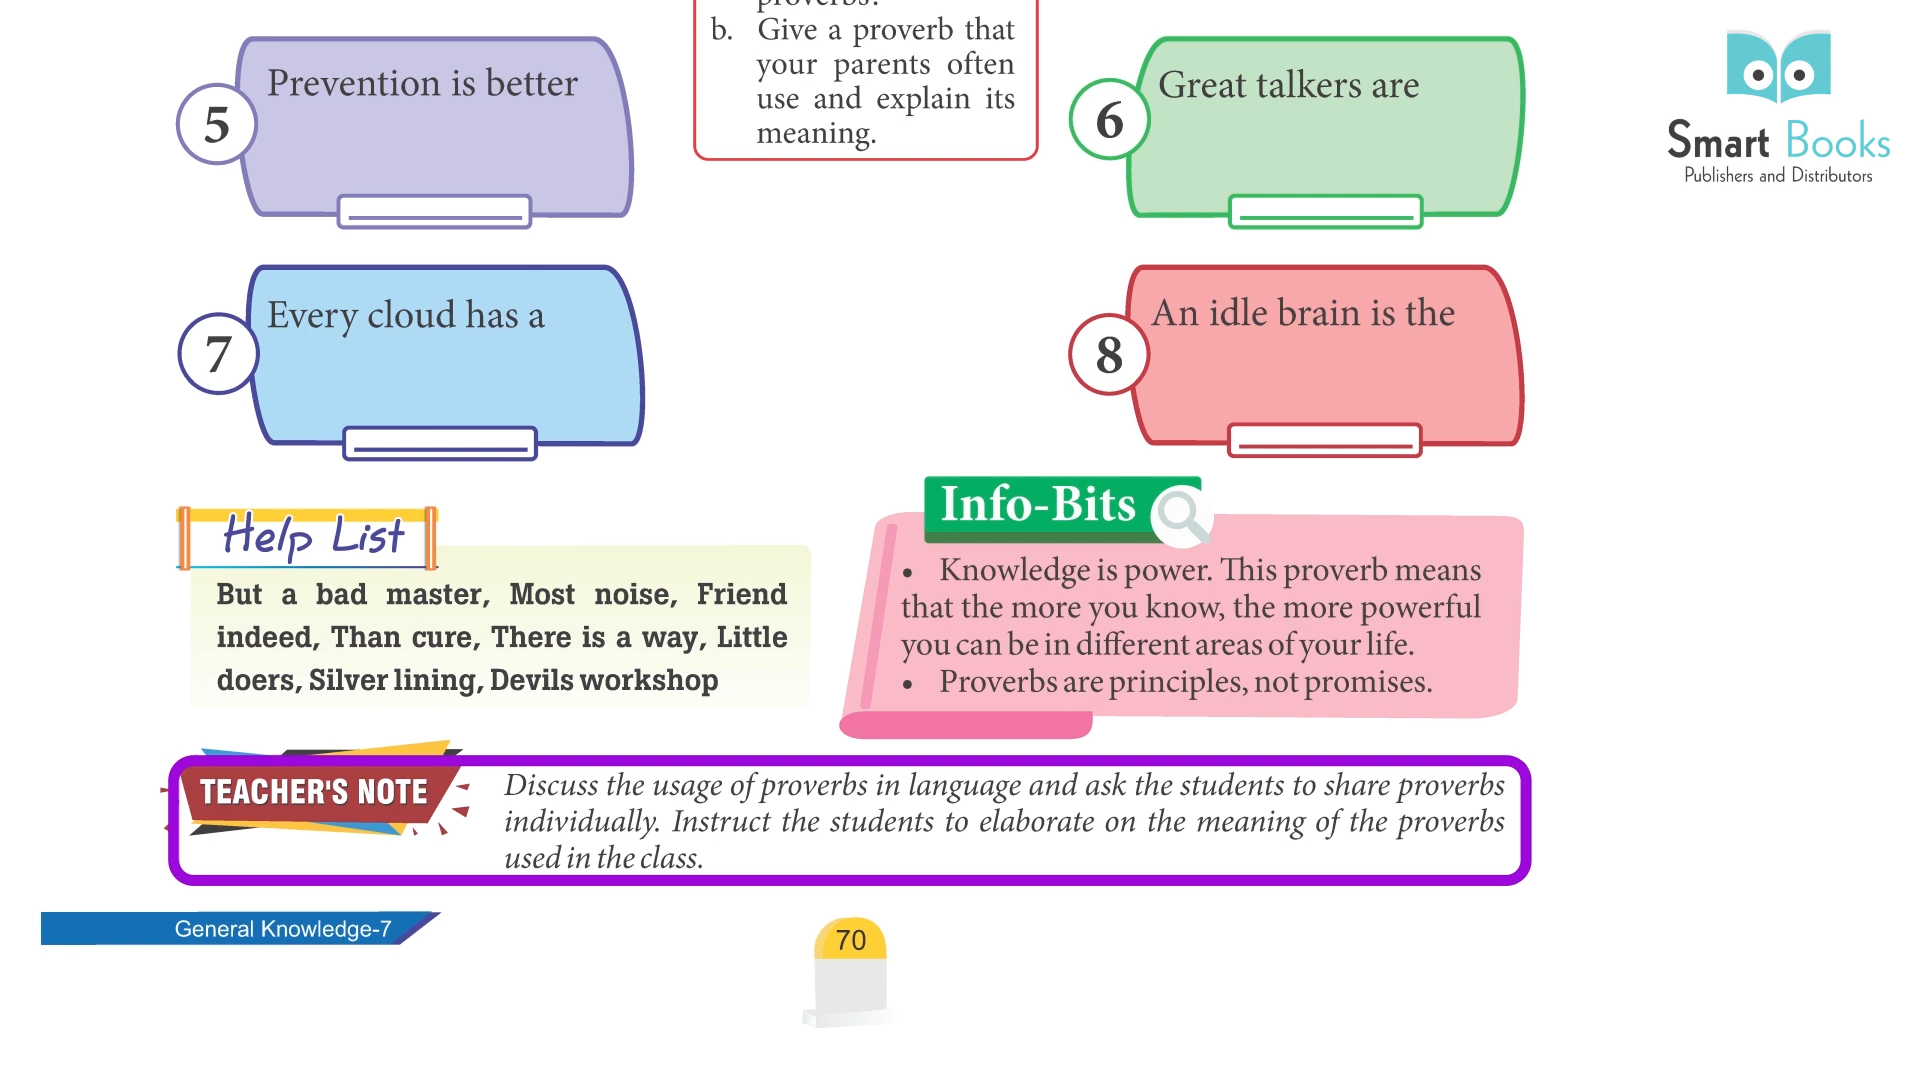 proverbs?
b. Give a proverb that
your parents often
use and explain its
meaning.
5
Prevention is better
6
Great talkers are
Smart Books
Publishers and Distributors
7
Every cloud has a
8
An idle brain is the
Help List
But a bad master, Most noise, Friend
indeed, Than cure, There is a way, Little
doers, Silver lining, Devils workshop
Info-Bits
• Knowledge is power. This proverb means
that the more you know, the more powerful
you can be in different areas of your life.
• Proverbs are principles, not promises.
TEACHER'S NOTE
Discuss the usage of proverbs in language and ask the students to share proverbs
individually. Instruct the students to elaborate on the meaning of the proverbs
used in the class.
General Knowledge-7
70